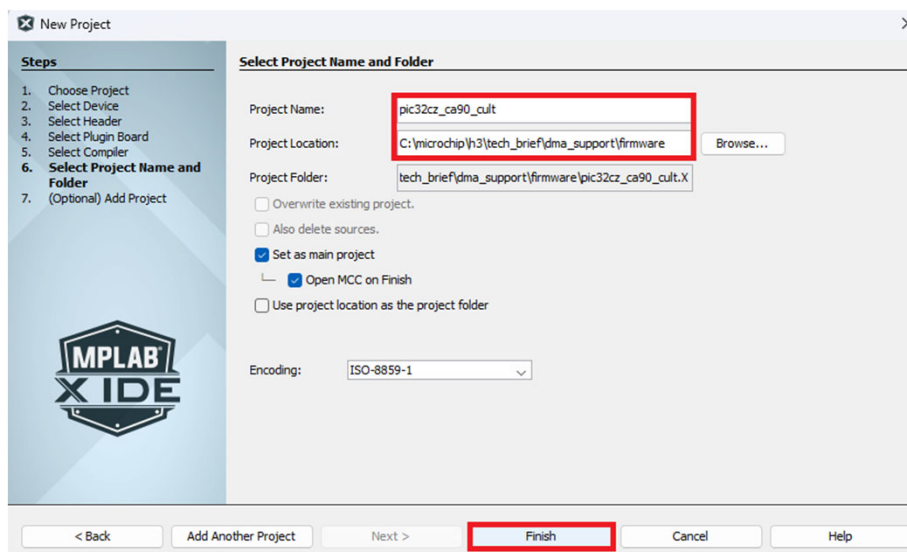 New Project
Steps
1. Choose Project
2. Select Device
3. Select Header
4. Select Plugin Board
5. Select Compiler
6. Select Project Name and
Folder
7. (Optional) Add Project
MPLAB
X IDE
Select Project Name and Folder
Project Name: pic32cz_ca90_cult
Project Location: C:\microchip\h3\tech_brief\dma_support\firmware Browse...
Project Folder: tech_brief\dma_support\firmware\pic32cz_ca90_cult.X
Overwrite existing project.
Also delete sources.
Set as main project
Open MCC on Finish
Use project location as the project folder
Encoding: ISO-8859-1
< Back Add Another Project Next > Finish Cancel Help